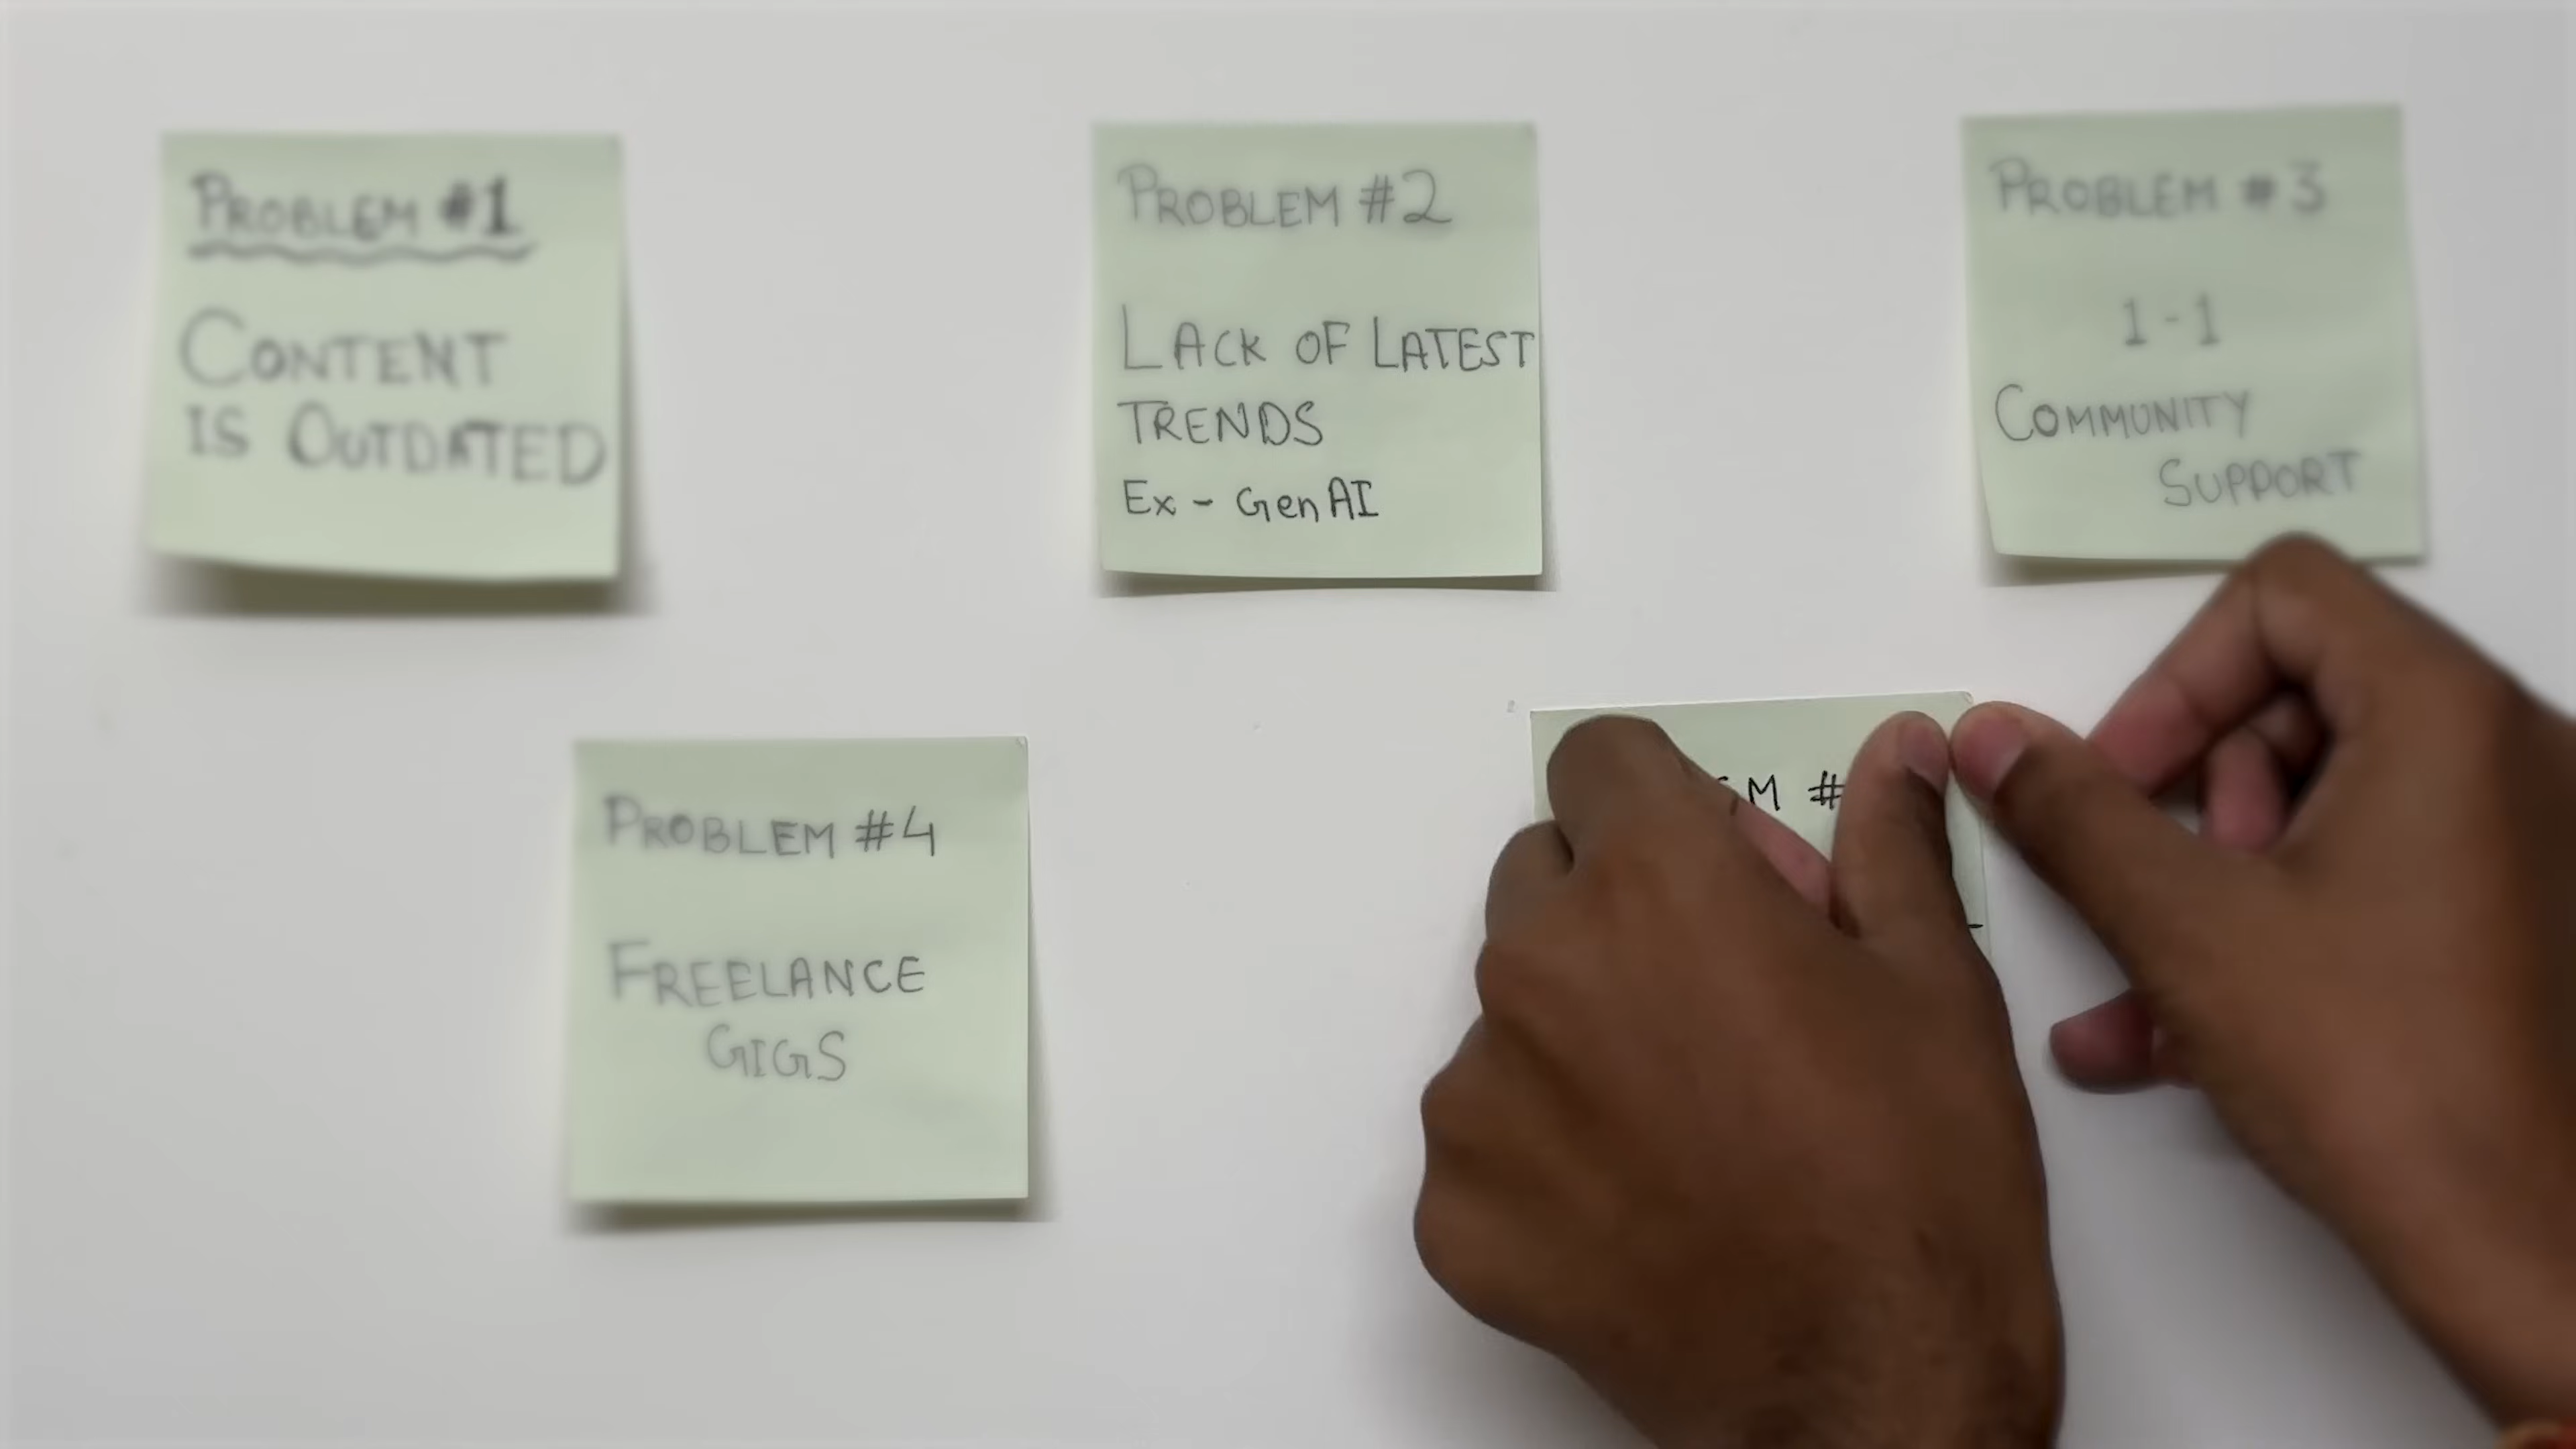 PROBLEM #1
CONTENT
IS OUTDATED
PROBLEM #2
LACK OF LATEST
TRENDS
Ex - GenAI
PROBLEM #3
1-1
COMMUNITY
SUPPORT
PROBLEM #4
FREELANCE
GIGS
M #